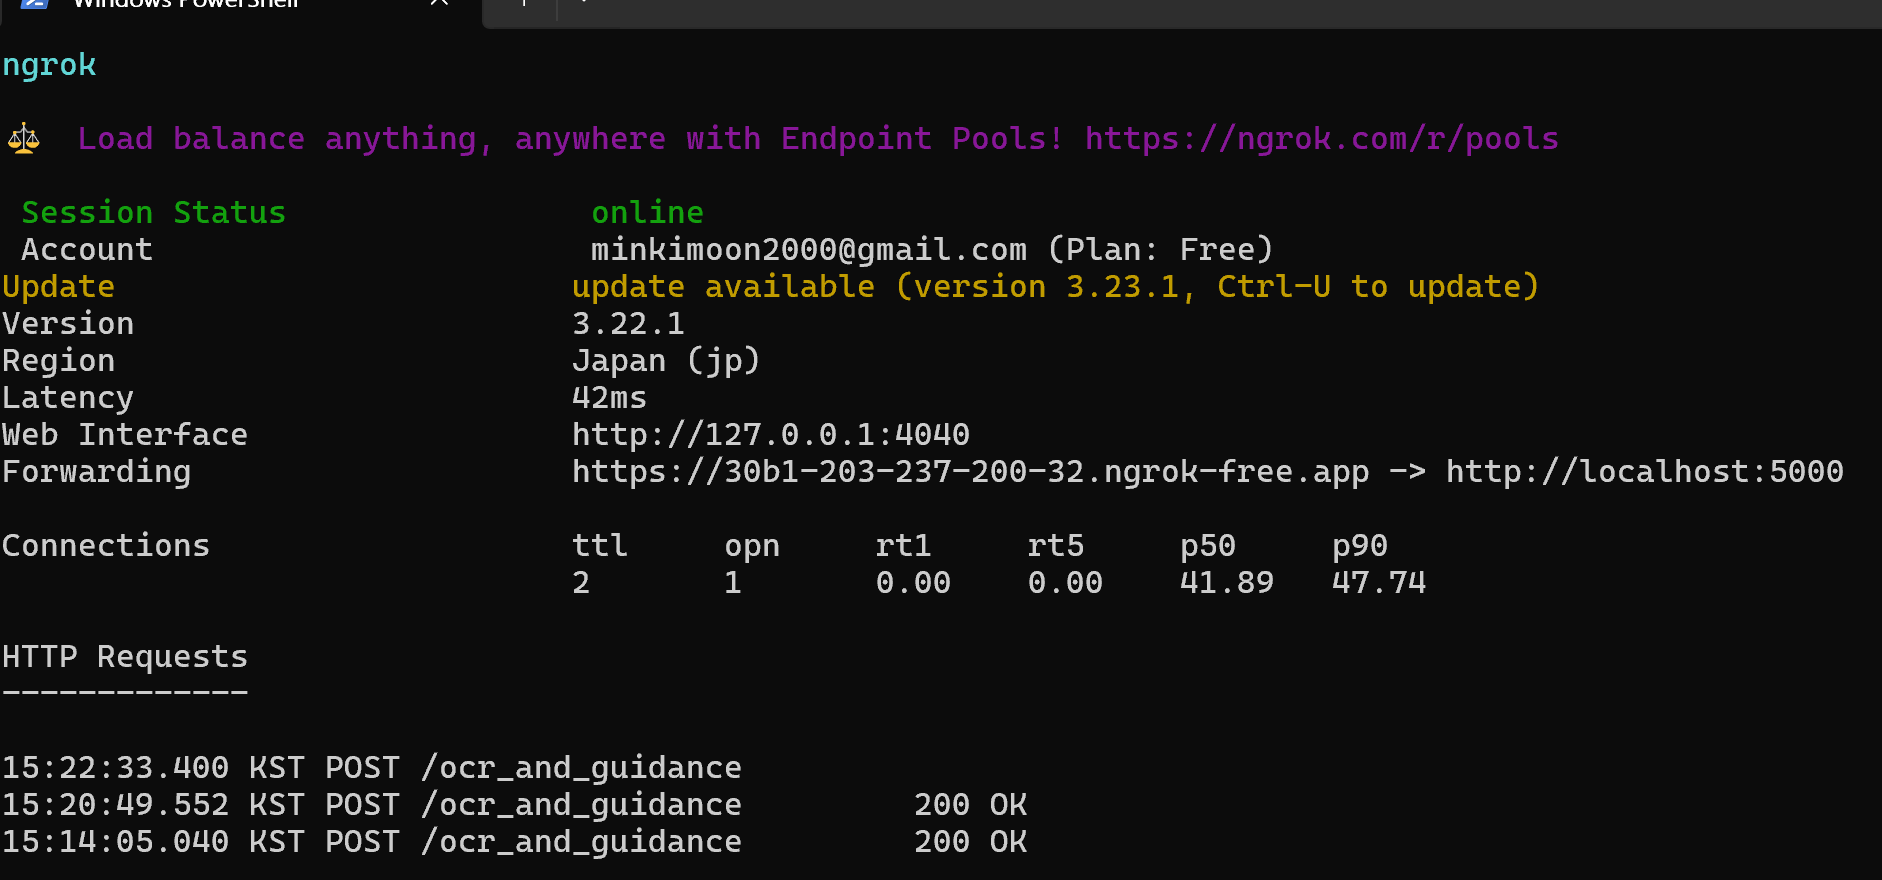 Windows PowerShell
ngrok
Load balance anything, anywhere with Endpoint Pools! https://ngrok.com/r/pools
Session Status online
Account minkimoon2000@gmail.com (Plan: Free)
Update update available (version 3.23.1, Ctrl-U to update)
Version 3.22.1
Region Japan (jp)
Latency 42ms
Web Interface http://127.0.0.1:4040
Forwarding https://30b1-203-237-200-32.ngrok-free.app -> http://localhost:5000
Connections ttl opn rt1 rt5 p50 p90
2 1 0.00 0.00 41.89 47.74
HTTP Requests
-------------
15:22:33.400 KST POST /ocr_and_guidance
15:20:49.552 KST POST /ocr_and_guidance 200 OK
15:14:05.040 KST POST /ocr_and_guidance 200 OK